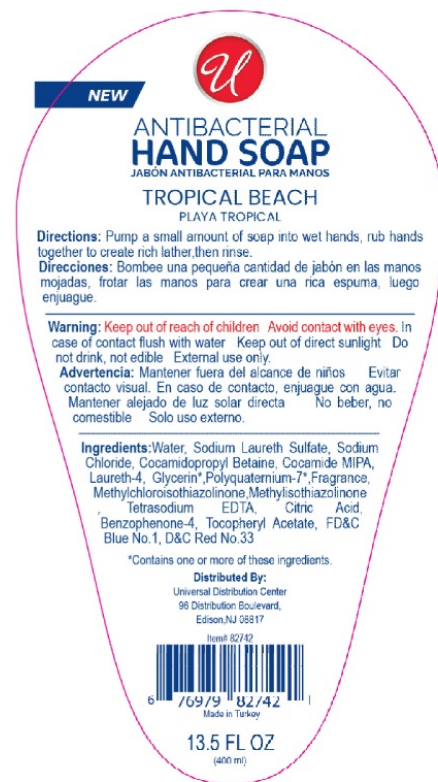 U
NEW
ANTIBACTERIAL
HAND SOAP
JABÓN ANTIBACTERIAL PARA MANOS
TROPICAL BEACH
PLAYA TROPICAL
Directions: Pump a small amount of soap into wet hands, rub hands
together to create rich lather,then rinse.
Direcciones: Bombee una pequeña cantidad de jabón en las manos
mojadas, frotar las manos para crear una rica espuma, luego
enjuague.
Warning: Keep out of reach of children Avoid contact with eyes. In
case of contact flush with water Keep out of direct sunlight Do
not drink, not edible External use only.
Advertencia: Mantener fuera del alcance de niños Evitar
contacto visual. En caso de contacto, enjuague con agua.
Mantener alejado de luz solar directa No beber, no
comestible Solo uso externo.
Ingredients:Water, Sodium Laureth Sulfate, Sodium
Chloride, Cocamidopropyl Betaine, Cocamide MIPA,
Laureth-4, Glycerin*,Polyquaternium-7*,Fragrance,
Methylchloroisothiazolinone,Methylisothiazolinone
, Tetrasodium EDTA, Citric Acid,
Benzophenone-4, Tocopheryl Acetate, FD&C
Blue No.1, D&C Red No.33
*Contains one or more of these ingredients.
Distributed By:
Universal Distribution Center
96 Distribution Boulevard,
Edison,NJ 08817
Item# 82742
6 76979 82742 1
Made in Turkey
13.5 FL OZ
(400 ml)